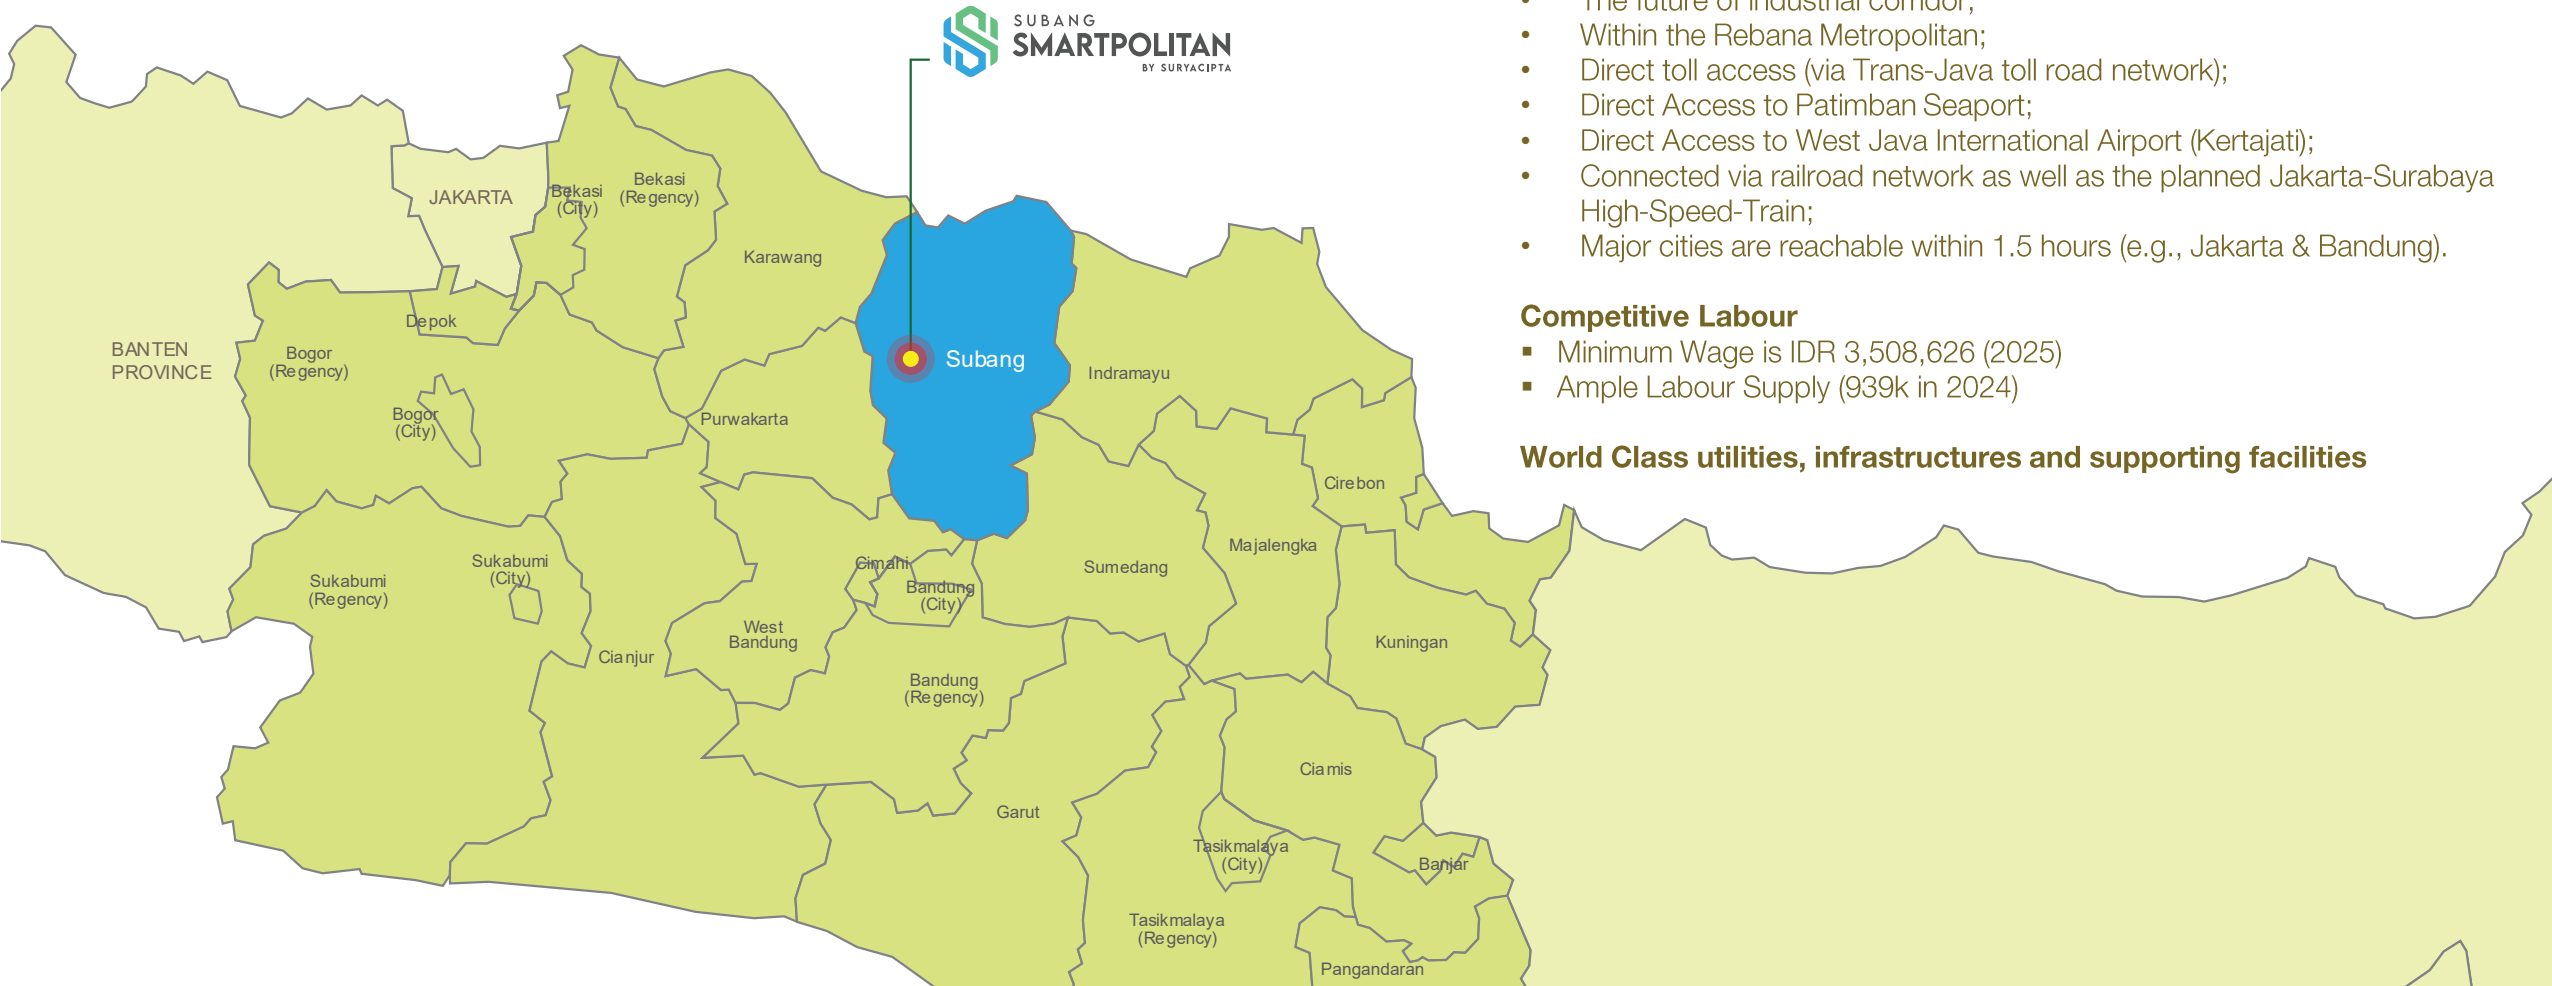 SUBANG
SMARTPOLITAN
BY SURYACIPTA
• The future of industrial corridor;
• Within the Rebana Metropolitan;
• Direct toll access (via Trans-Java toll road network);
• Direct Access to Patimban Seaport;
• Direct Access to West Java International Airport (Kertajati);
• Connected via railroad network as well as the planned Jakarta-Surabaya
High-Speed-Train;
• Major cities are reachable within 1.5 hours (e.g., Jakarta & Bandung).
Competitive Labour
▪ Minimum Wage is IDR 3,508,626 (2025)
▪ Ample Labour Supply (939k in 2024)
World Class utilities, infrastructures and supporting facilities
JAKARTA
Bekasi
(City)
Bekasi
(Regency)
Karawang
Depok
BANTEN
PROVINCE
Bogor
(Regency)
Bogor
(City)
Purwakarta
Subang
Indramayu
Cirebon
Sukabumi
(Regency)
Sukabumi
(City)
Cianjur
West
Bandung
Cimahi
Bandung
(City)
Bandung
(Regency)
Sumedang
Majalengka
Kuningan
Garut
Ciamis
Tasikmalaya
(City)
Banjar
Tasikmalaya
(Regency)
Pangandaran